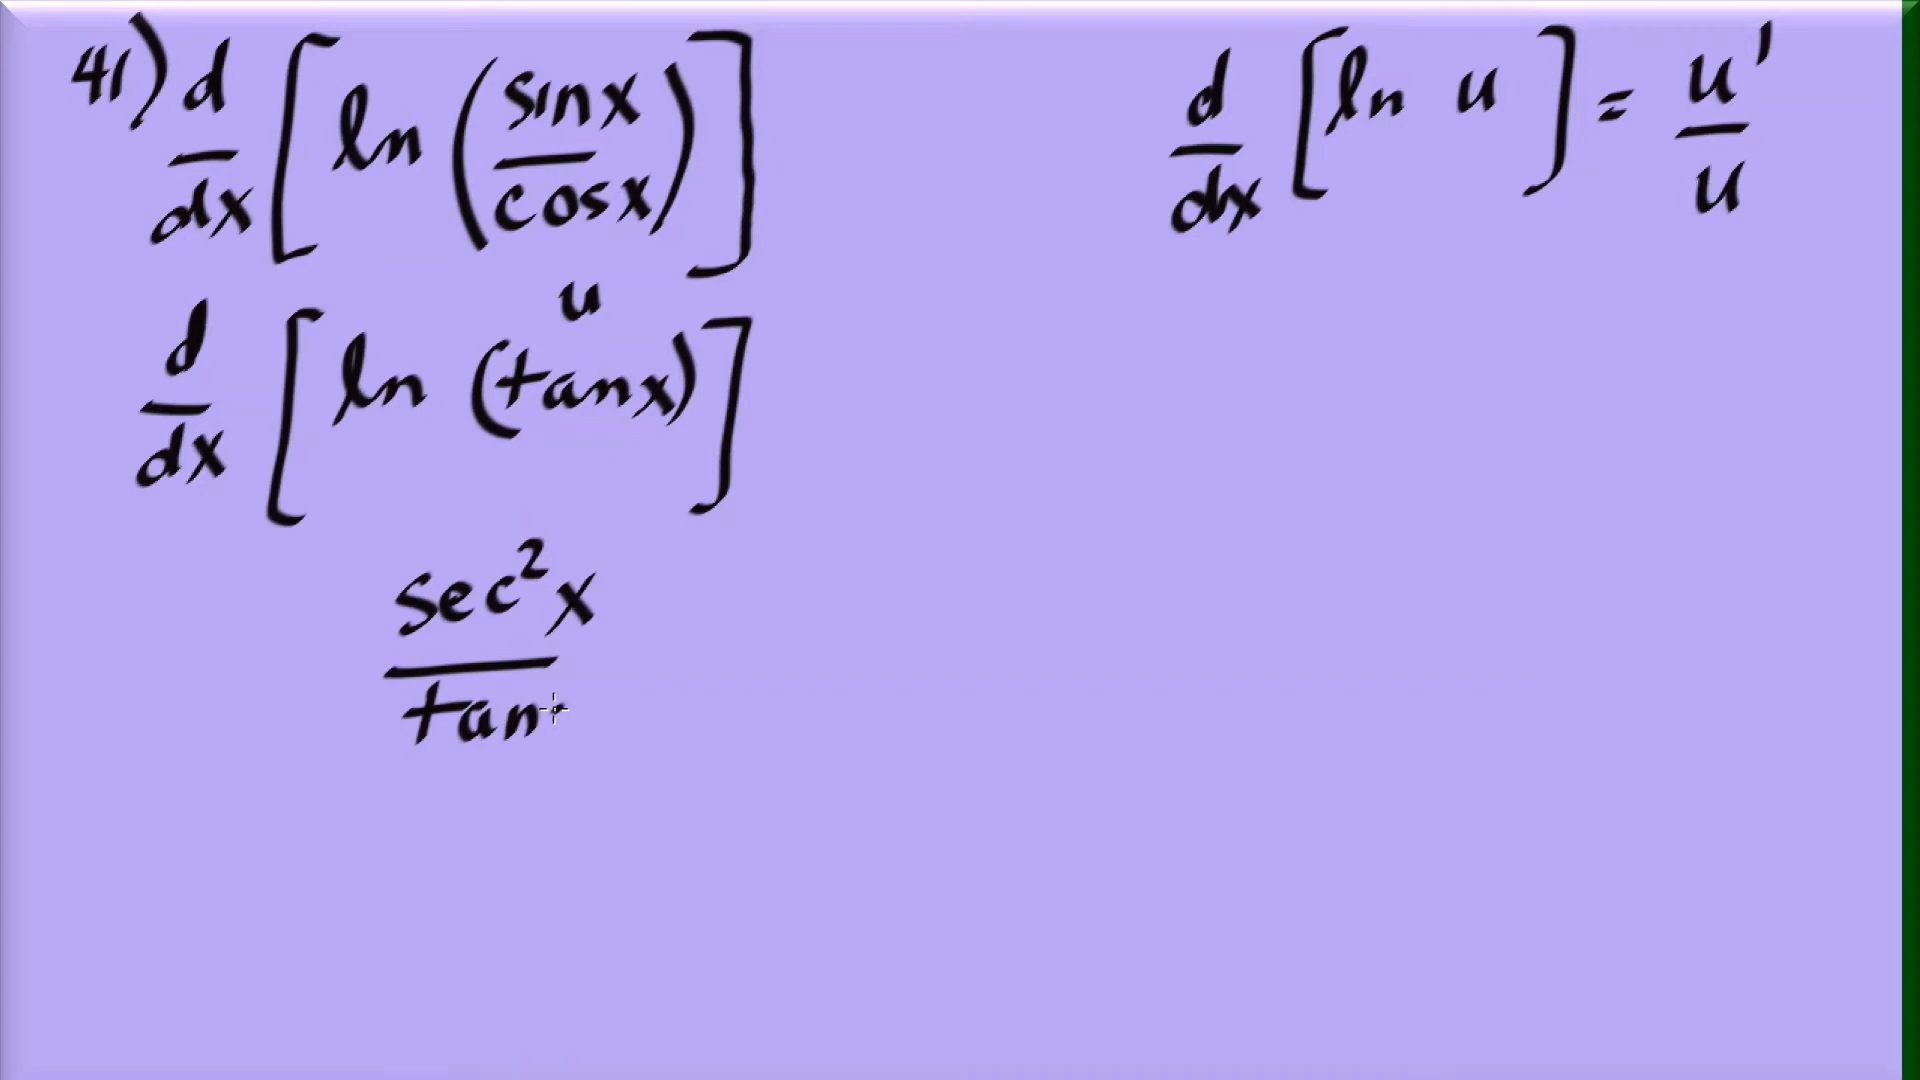 41) d/dx [ln (sinx/cosx)]
d/dx [ln u] = u'/u
u
d/dx [ln (tanx)]
sec²x
tan